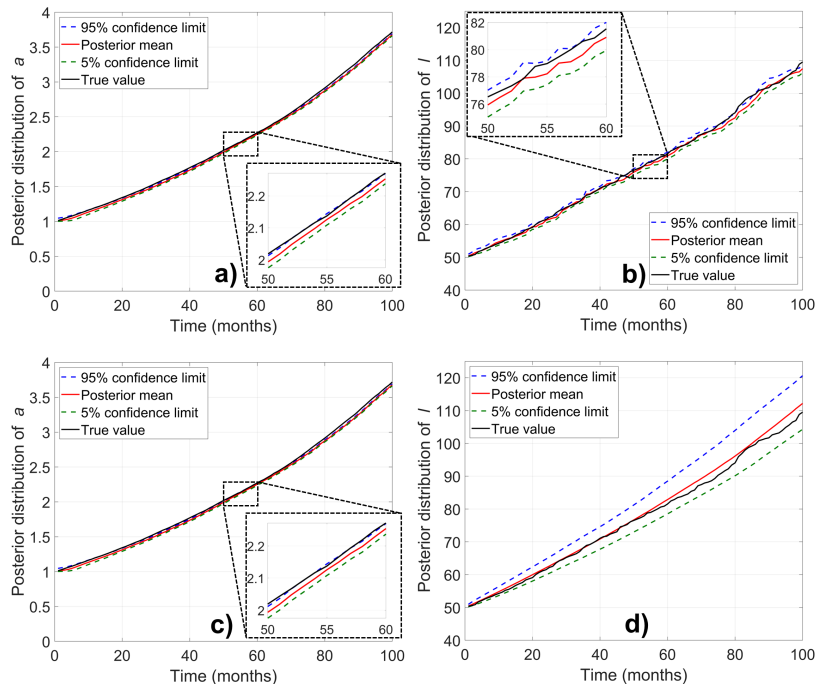 4
3.5
3
2.5
2
1.5
1
0.5
0
0 20 40 60 80 100
Time (months)
Posterior distribution of a
95% confidence limit
Posterior mean
5% confidence limit
True value
2.2
2.1
2
50 55 60
a)
120
110
100
90
80
70
60
50
40
0 20 40 60 80 100
Time (months)
Posterior distribution of l
82
80
78
76
50 55 60
95% confidence limit
Posterior mean
5% confidence limit
True value
b)
4
3.5
3
2.5
2
1.5
1
0.5
0
0 20 40 60 80 100
Time (months)
Posterior distribution of a
95% confidence limit
Posterior mean
5% confidence limit
True value
2.2
2.1
2
50 55 60
c)
120
110
100
90
80
70
60
50
40
0 20 40 60 80 100
Time (months)
Posterior distribution of l
95% confidence limit
Posterior mean
5% confidence limit
True value
d)